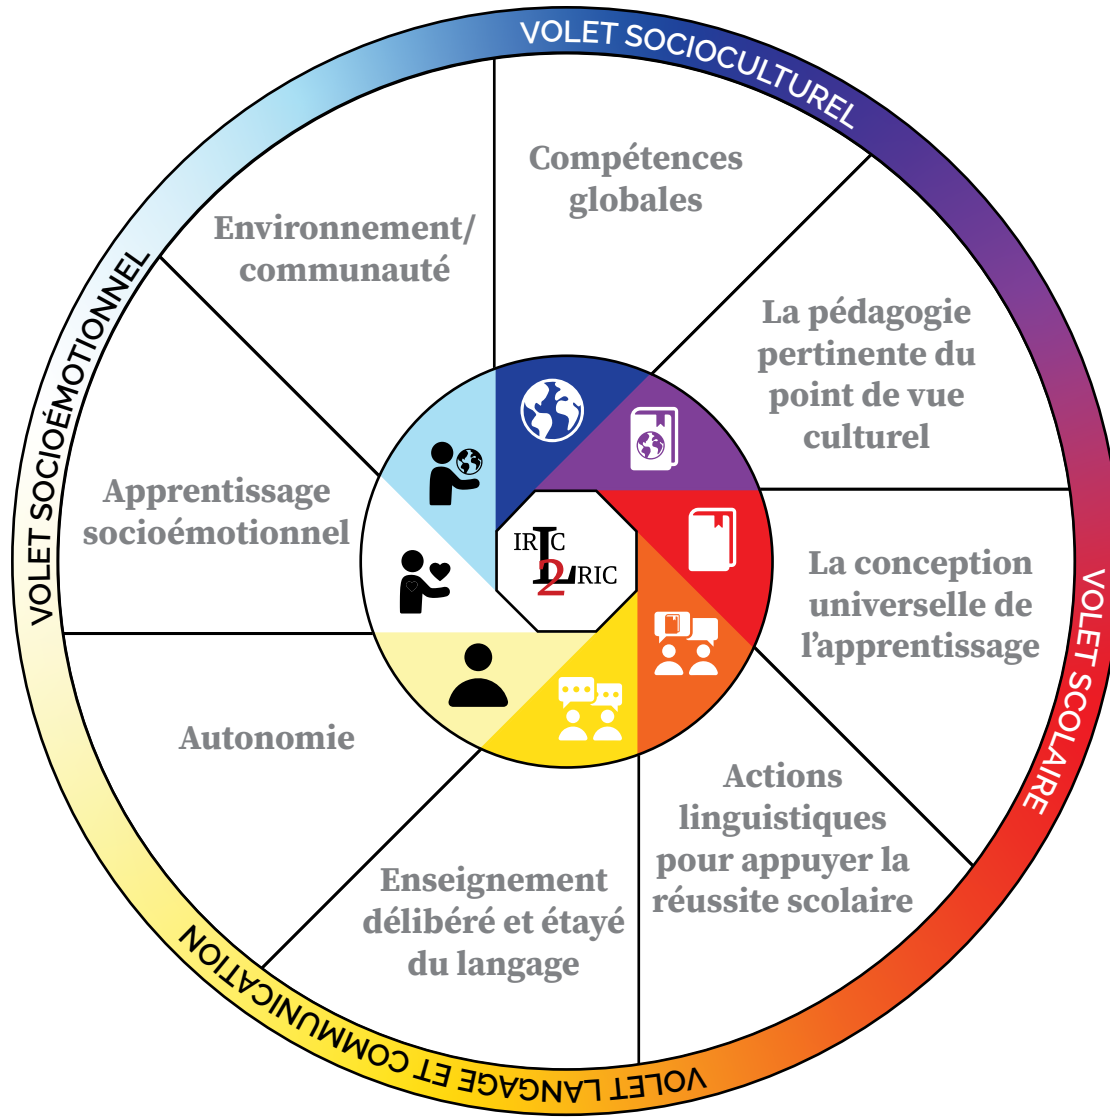 VOLET SOCIOCULTUREL
Compétences
globales
La pédagogie
pertinente du
point de vue
culturel
VOLET SCOLAIRE
La conception
universelle de
l’apprentissage
Actions
linguistiques
pour appuyer la
réussite scolaire
VOLET LANGAGE ET COMMUNICATION
Enseignement
délibéré et étayé
du langage
Autonomie
VOLET SOCIOÉMOTIONNEL
Apprentissage
socioémotionnel
Environnement/
communauté
IRIC
L2RIC